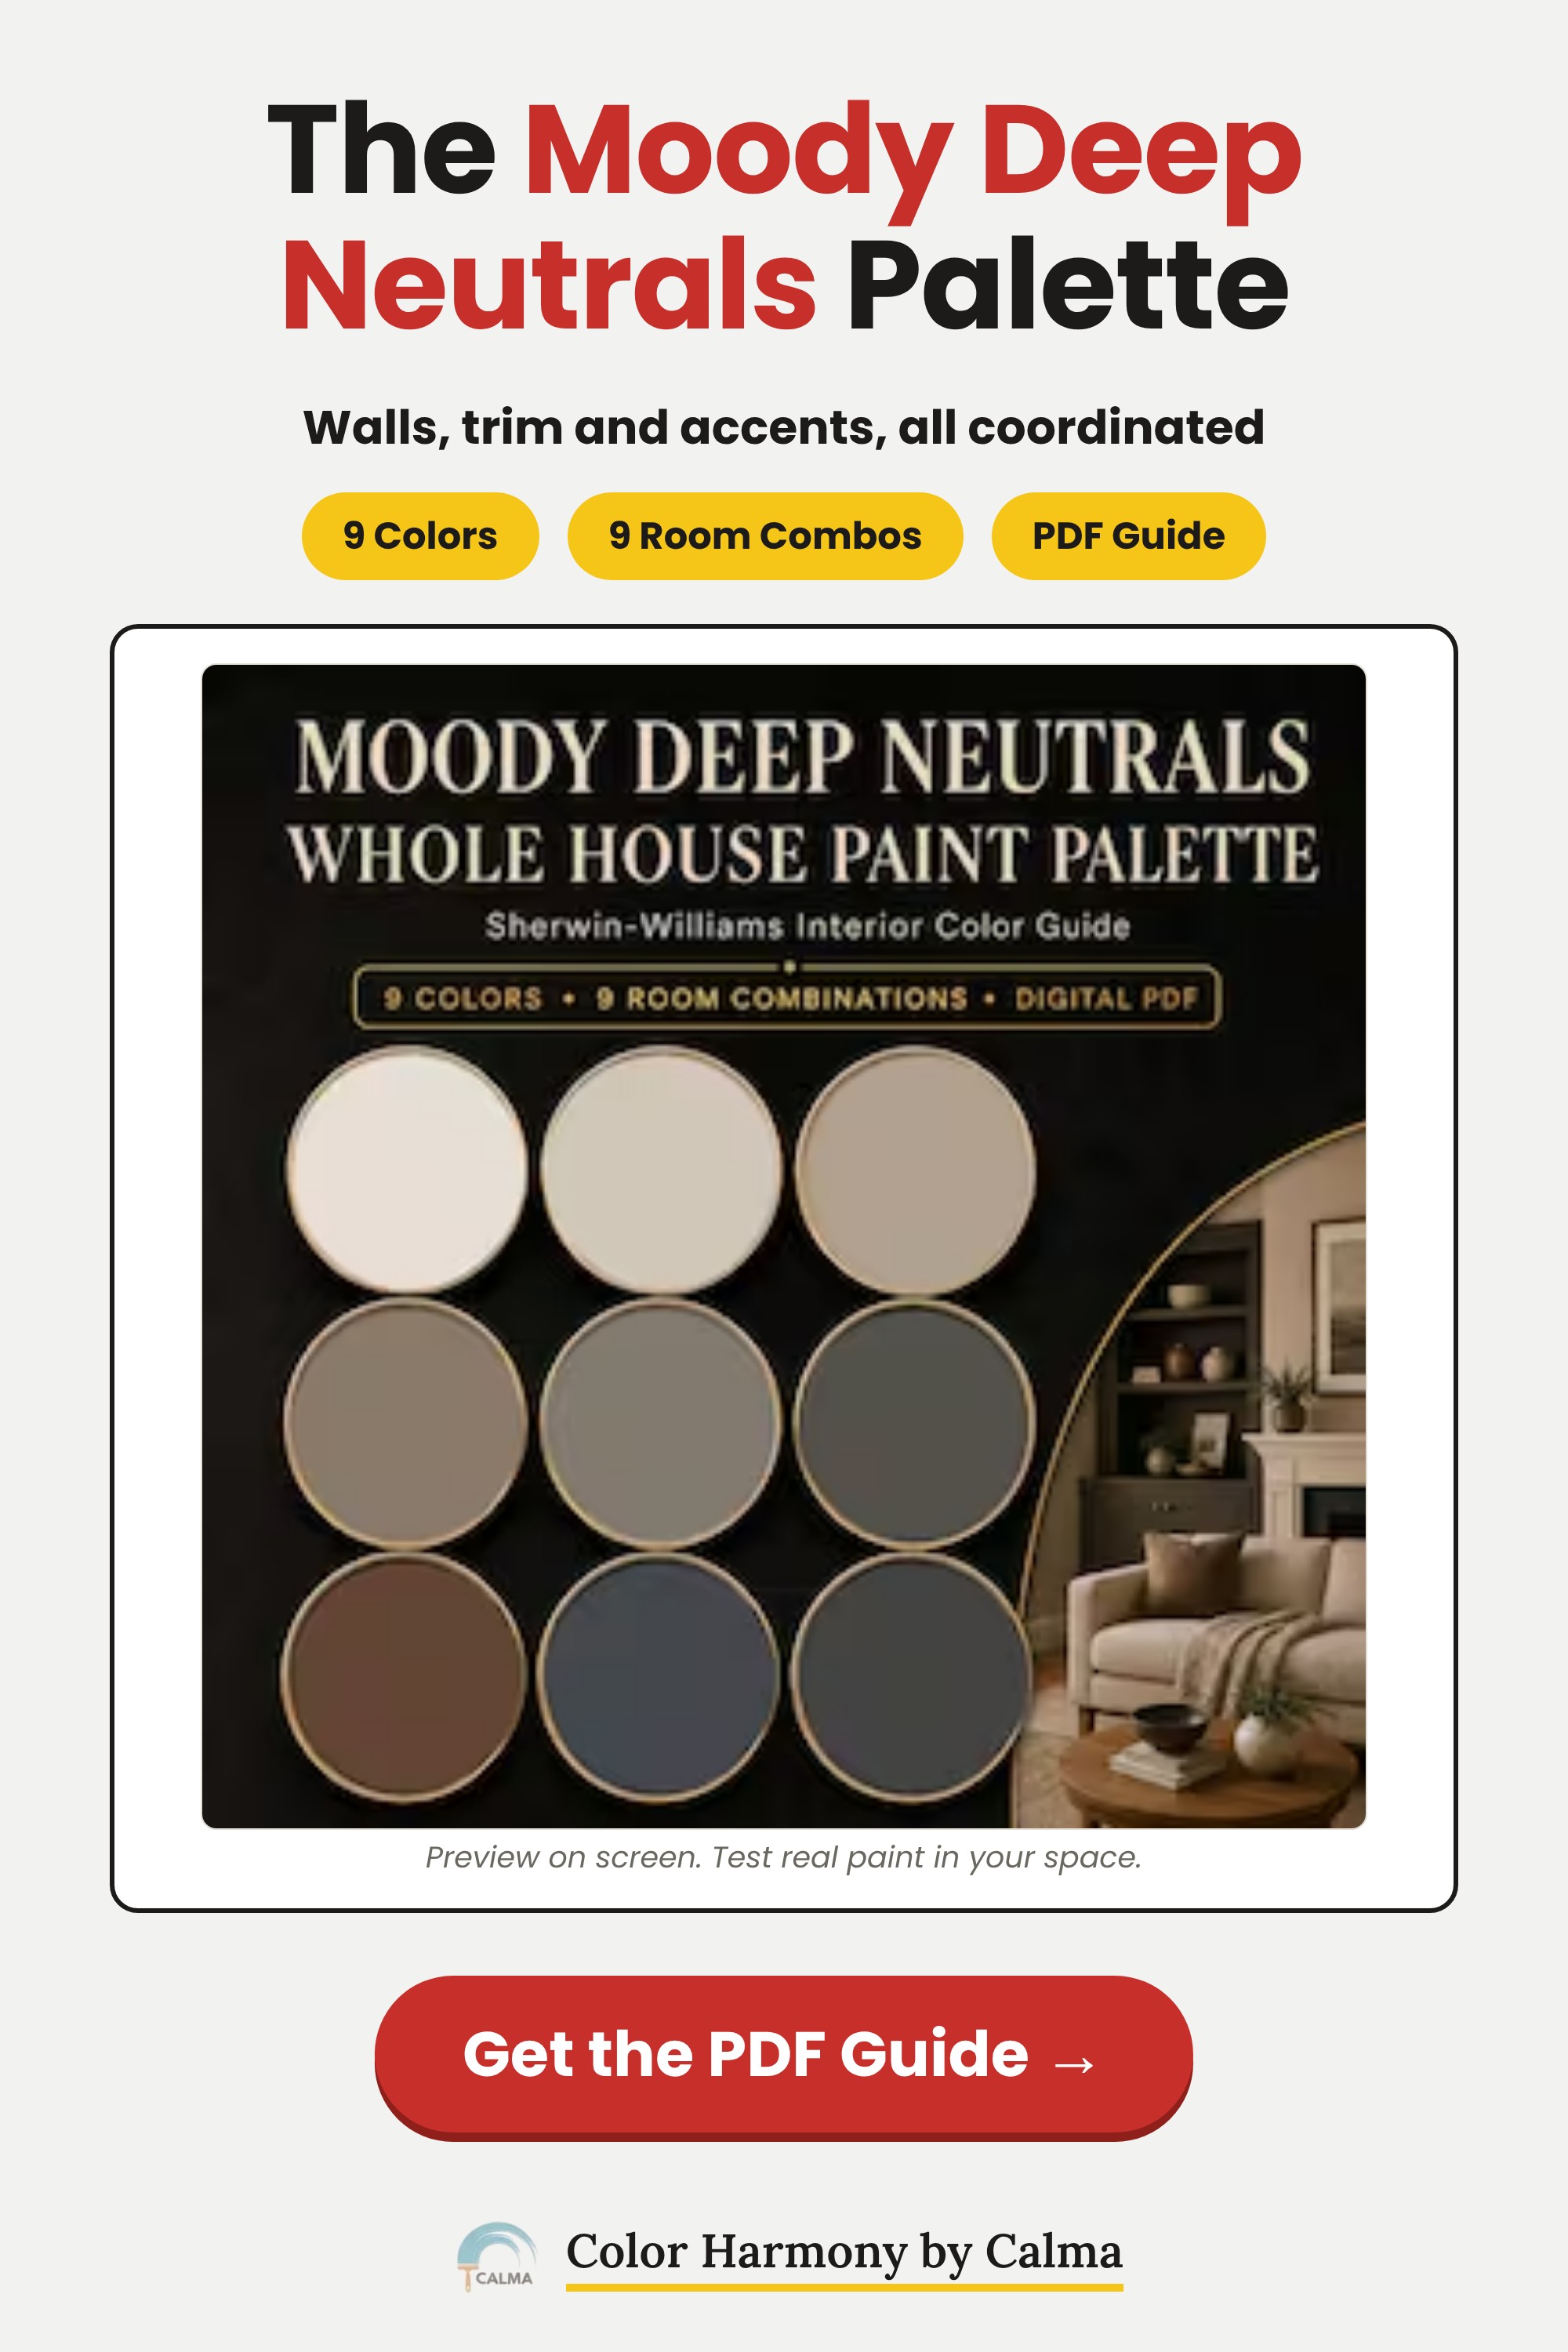 The Moody Deep
Neutrals Palette
Walls, trim and accents, all coordinated
9 Colors
9 Room Combos
PDF Guide
MOODY DEEP NEUTRALS
WHOLE HOUSE PAINT PALETTE
Sherwin-Williams Interior Color Guide
9 COLORS • 9 ROOM COMBINATIONS • DIGITAL PDF
Preview on screen. Test real paint in your space.
Get the PDF Guide →
CALMA
Color Harmony by Calma